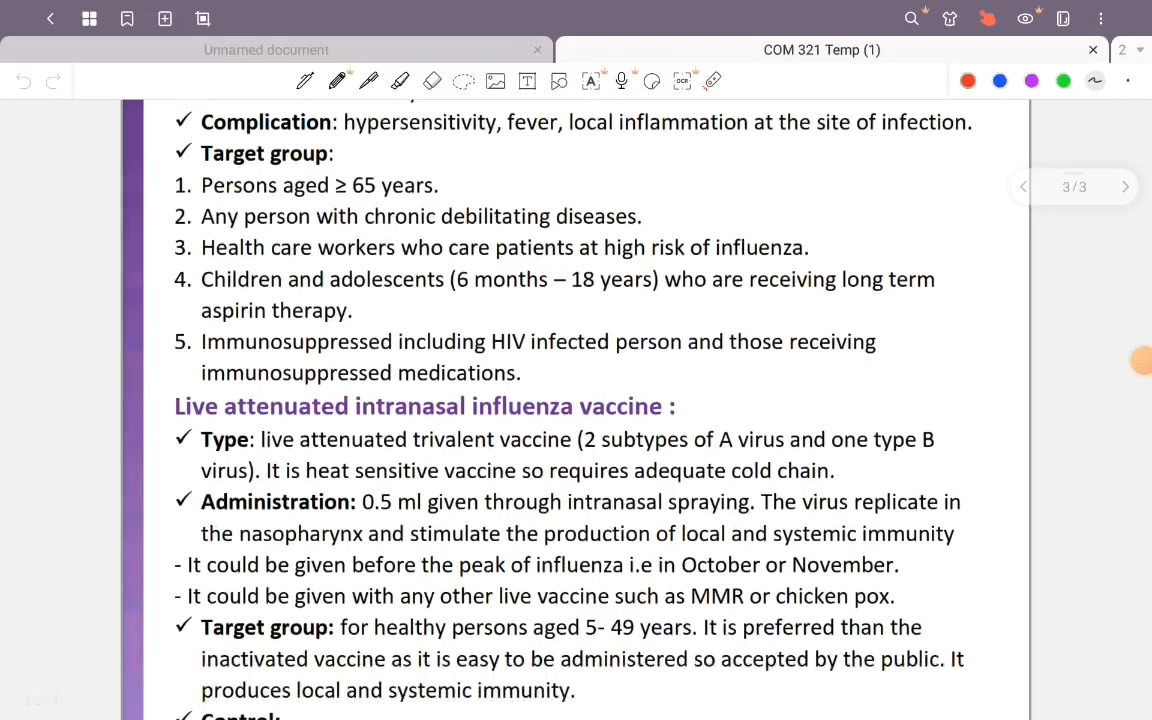 Unnamed document
COM 321 Temp (1)
2
A
T
OCR
3/3
✓ Complication: hypersensitivity, fever, local inflammation at the site of infection.
✓ Target group:
1. Persons aged ≥ 65 years.
2. Any person with chronic debilitating diseases.
3. Health care workers who care patients at high risk of influenza.
4. Children and adolescents (6 months – 18 years) who are receiving long term
aspirin therapy.
5. Immunosuppressed including HIV infected person and those receiving
immunosuppressed medications.
Live attenuated intranasal influenza vaccine :
✓ Type: live attenuated trivalent vaccine (2 subtypes of A virus and one type B
virus). It is heat sensitive vaccine so requires adequate cold chain.
✓ Administration: 0.5 ml given through intranasal spraying. The virus replicate in
the nasopharynx and stimulate the production of local and systemic immunity
- It could be given before the peak of influenza i.e in October or November.
- It could be given with any other live vaccine such as MMR or chicken pox.
✓ Target group: for healthy persons aged 5- 49 years. It is preferred than the
inactivated vaccine as it is easy to be administered so accepted by the public. It
produces local and systemic immunity.
✓ Control: